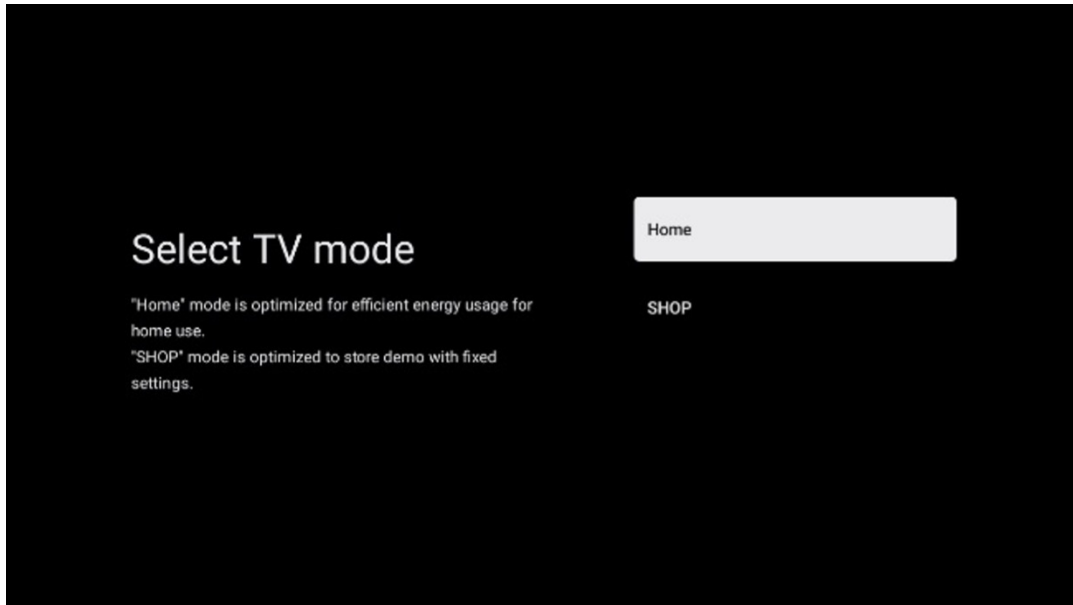 Select TV mode
"Home" mode is optimized for efficient energy usage for
home use.
"SHOP" mode is optimized to store demo with fixed
settings.
Home
SHOP